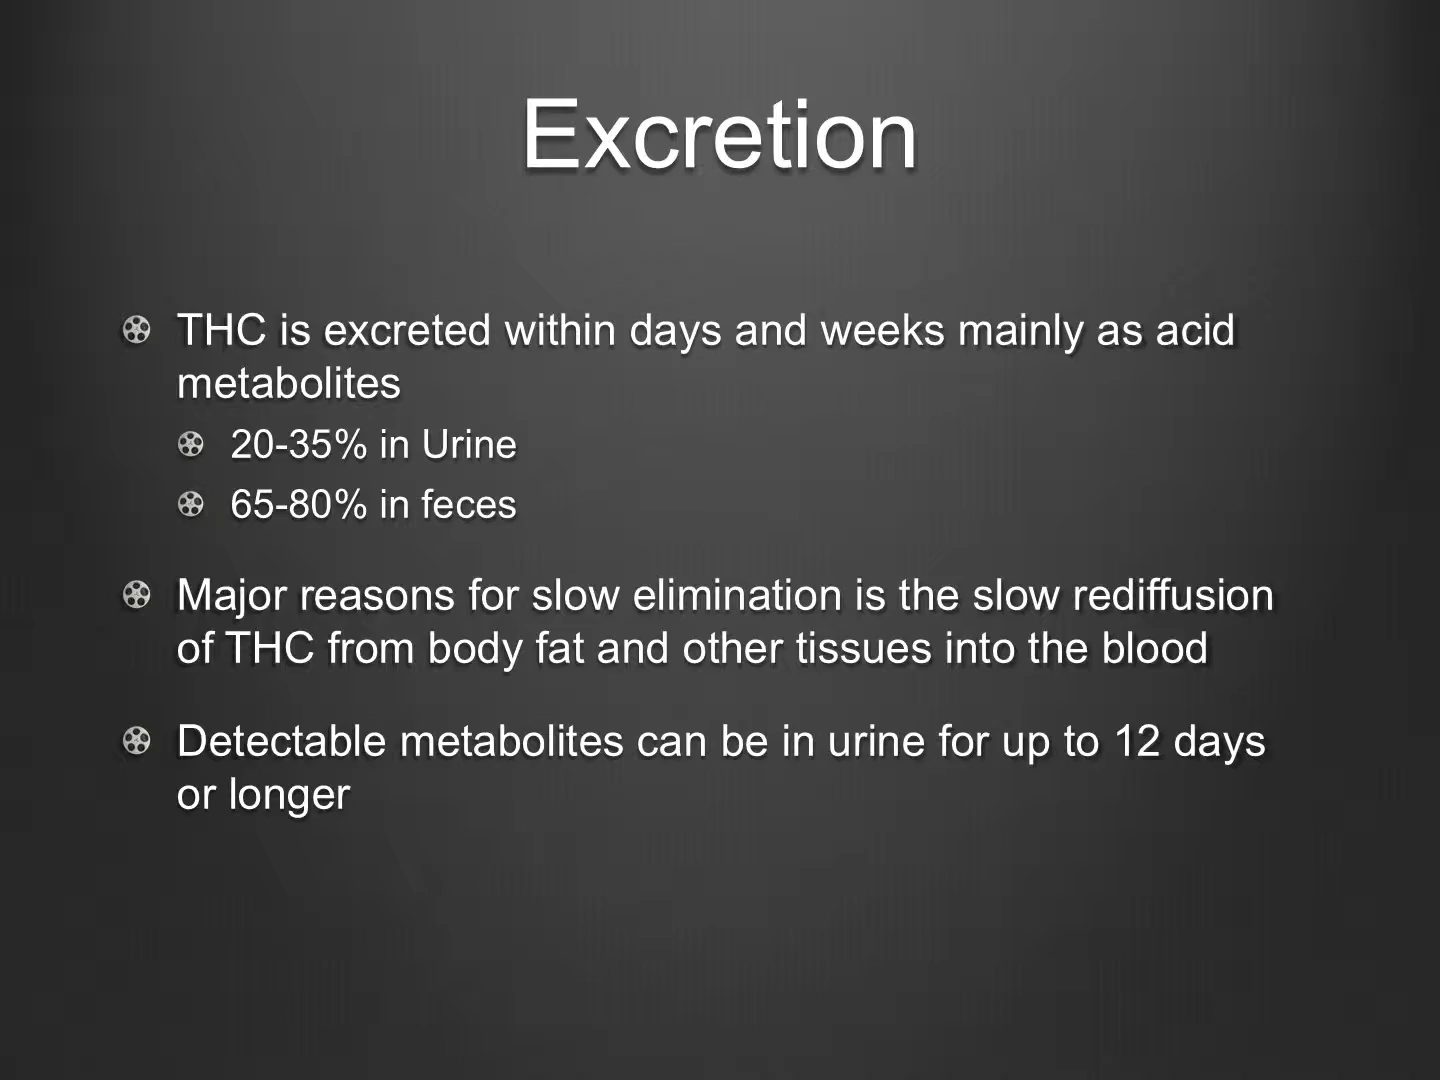 Excretion
THC is excreted within days and weeks mainly as acid
metabolites
20-35% in Urine
65-80% in feces
Major reasons for slow elimination is the slow rediffusion
of THC from body fat and other tissues into the blood
Detectable metabolites can be in urine for up to 12 days
or longer